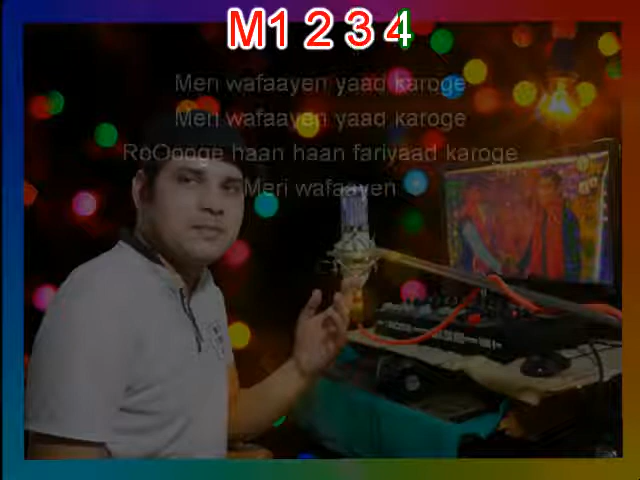 M1 2 3 4
Meri wafaayen yaad karoge
Meri wafaayen yaad karoge
RoOooge haan haan fariyaad karoge
Meri wafaayen